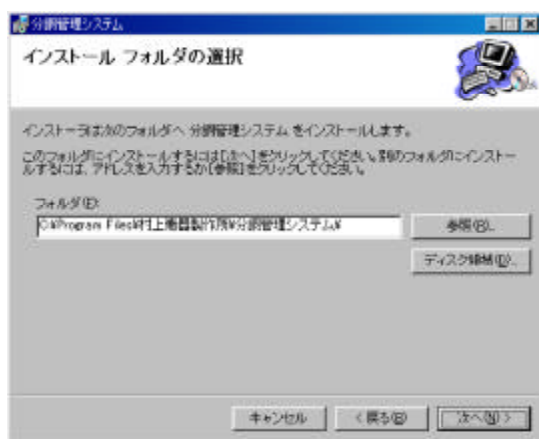 分銅管理システム
インストール フォルダの選択
インストーラは次のフォルダへ 分銅管理システム をインストールします。
このフォルダにインストールするには[次へ]をクリックしてください。別のフォルダにインストー
ルするには、アドレスを入力するか[参照]をクリックしてください。
フォルダ(E):
C:¥Program Files¥村上衡器製作所¥分銅管理システム¥
参照(R)...
ディスク領域(D)...
キャンセル
< 戻る(B)
次へ(N) >